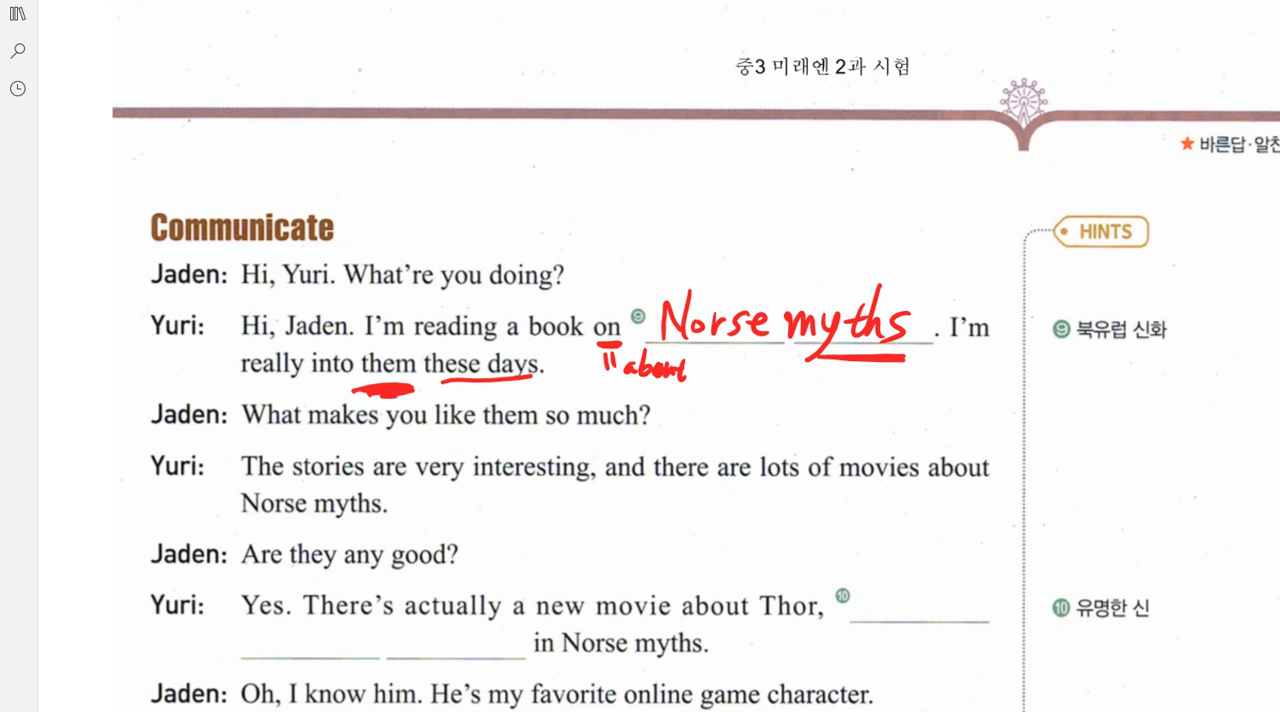 중3 미래엔 2과 시험
★ 바른답·알찬
Communicate
HINTS
Jaden: Hi, Yuri. What're you doing?
Yuri: Hi, Jaden. I'm reading a book on ⑨ Norse myths. I'm
⑨ 북유럽 신화
really into them these days.
= about
Jaden: What makes you like them so much?
Yuri: The stories are very interesting, and there are lots of movies about
Norse myths.
Jaden: Are they any good?
Yuri: Yes. There's actually a new movie about Thor, ⑩
⑩ 유명한 신
in Norse myths.
Jaden: Oh, I know him. He's my favorite online game character.